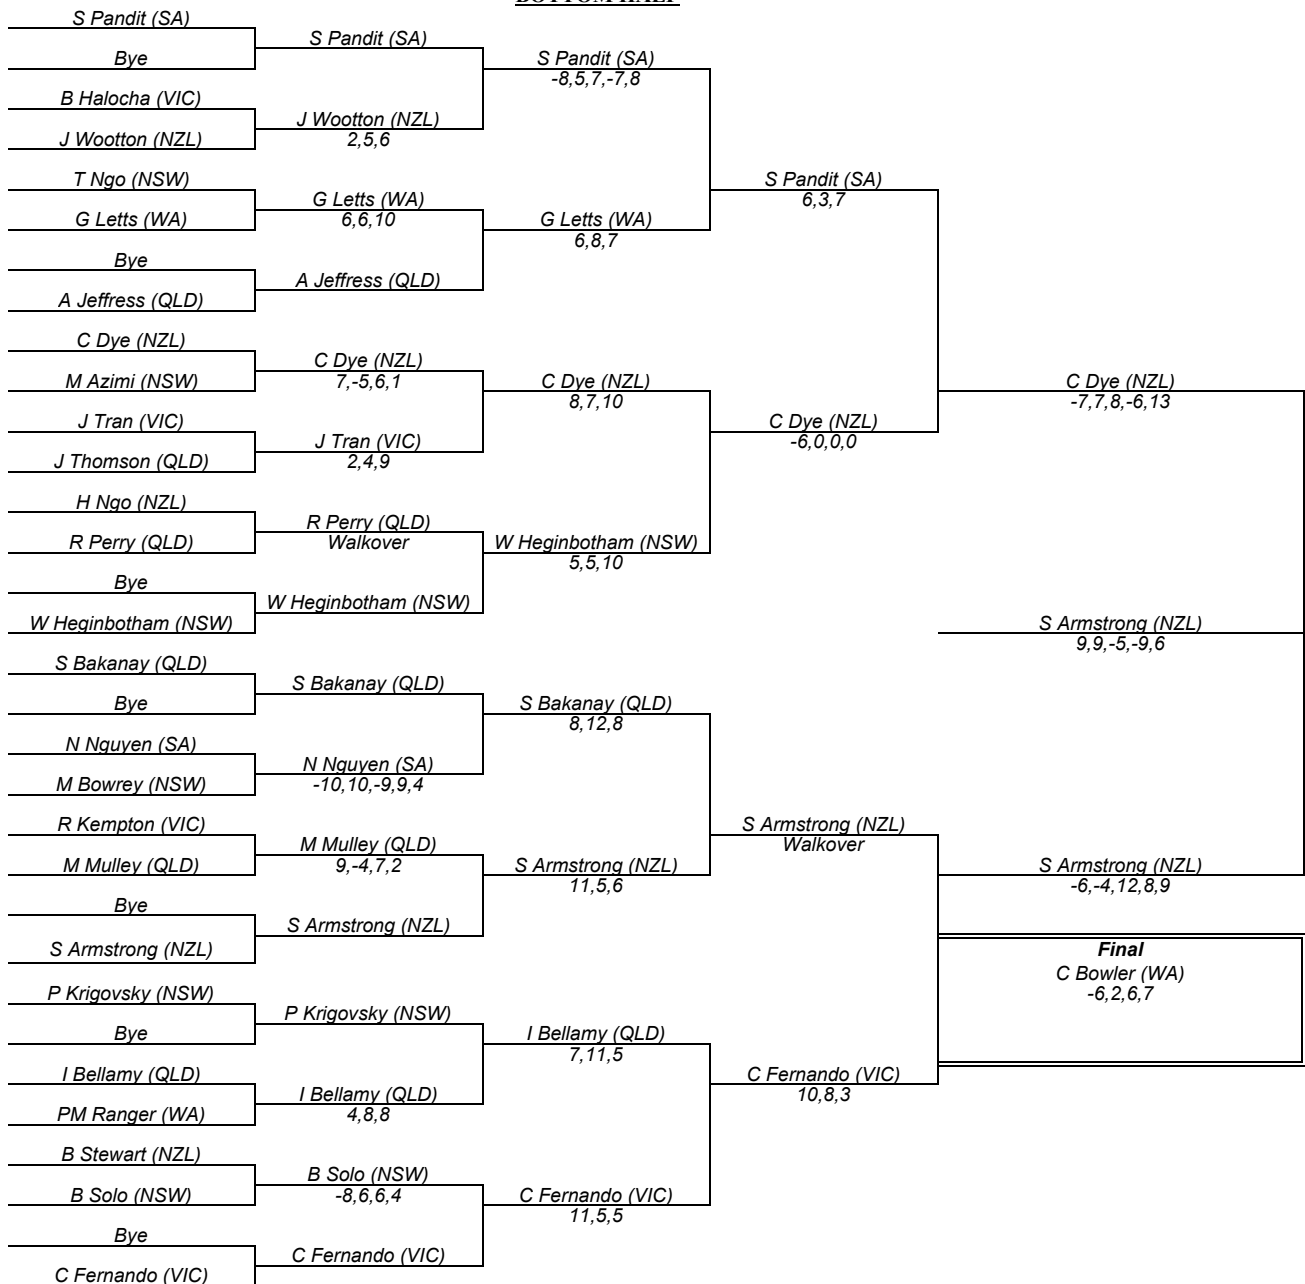 BOTTOM HALF
S Pandit (SA)
Bye
B Halocha (VIC)
J Wootton (NZL)
T Ngo (NSW)
G Letts (WA)
Bye
A Jeffress (QLD)
C Dye (NZL)
M Azimi (NSW)
J Tran (VIC)
J Thomson (QLD)
H Ngo (NZL)
R Perry (QLD)
Bye
W Heginbotham (NSW)
S Bakanay (QLD)
Bye
N Nguyen (SA)
M Bowrey (NSW)
R Kempton (VIC)
M Mulley (QLD)
Bye
S Armstrong (NZL)
P Krigovsky (NSW)
Bye
I Bellamy (QLD)
PM Ranger (WA)
B Stewart (NZL)
B Solo (NSW)
Bye
C Fernando (VIC)
S Pandit (SA)
J Wootton (NZL)
2,5,6
G Letts (WA)
6,6,10
A Jeffress (QLD)
C Dye (NZL)
7,-5,6,1
J Tran (VIC)
2,4,9
R Perry (QLD)
Walkover
W Heginbotham (NSW)
S Bakanay (QLD)
N Nguyen (SA)
-10,10,-9,9,4
M Mulley (QLD)
9,-4,7,2
S Armstrong (NZL)
P Krigovsky (NSW)
I Bellamy (QLD)
4,8,8
B Solo (NSW)
-8,6,6,4
C Fernando (VIC)
S Pandit (SA)
-8,5,7,-7,8
G Letts (WA)
6,8,7
C Dye (NZL)
8,7,10
W Heginbotham (NSW)
5,5,10
S Bakanay (QLD)
8,12,8
S Armstrong (NZL)
11,5,6
I Bellamy (QLD)
7,11,5
C Fernando (VIC)
11,5,5
S Pandit (SA)
6,3,7
C Dye (NZL)
-6,0,0,0
S Armstrong (NZL)
Walkover
C Fernando (VIC)
10,8,3
C Dye (NZL)
-7,7,8,-6,13
S Armstrong (NZL)
9,9,-5,-9,6
S Armstrong (NZL)
-6,-4,12,8,9
Final
C Bowler (WA)
-6,2,6,7